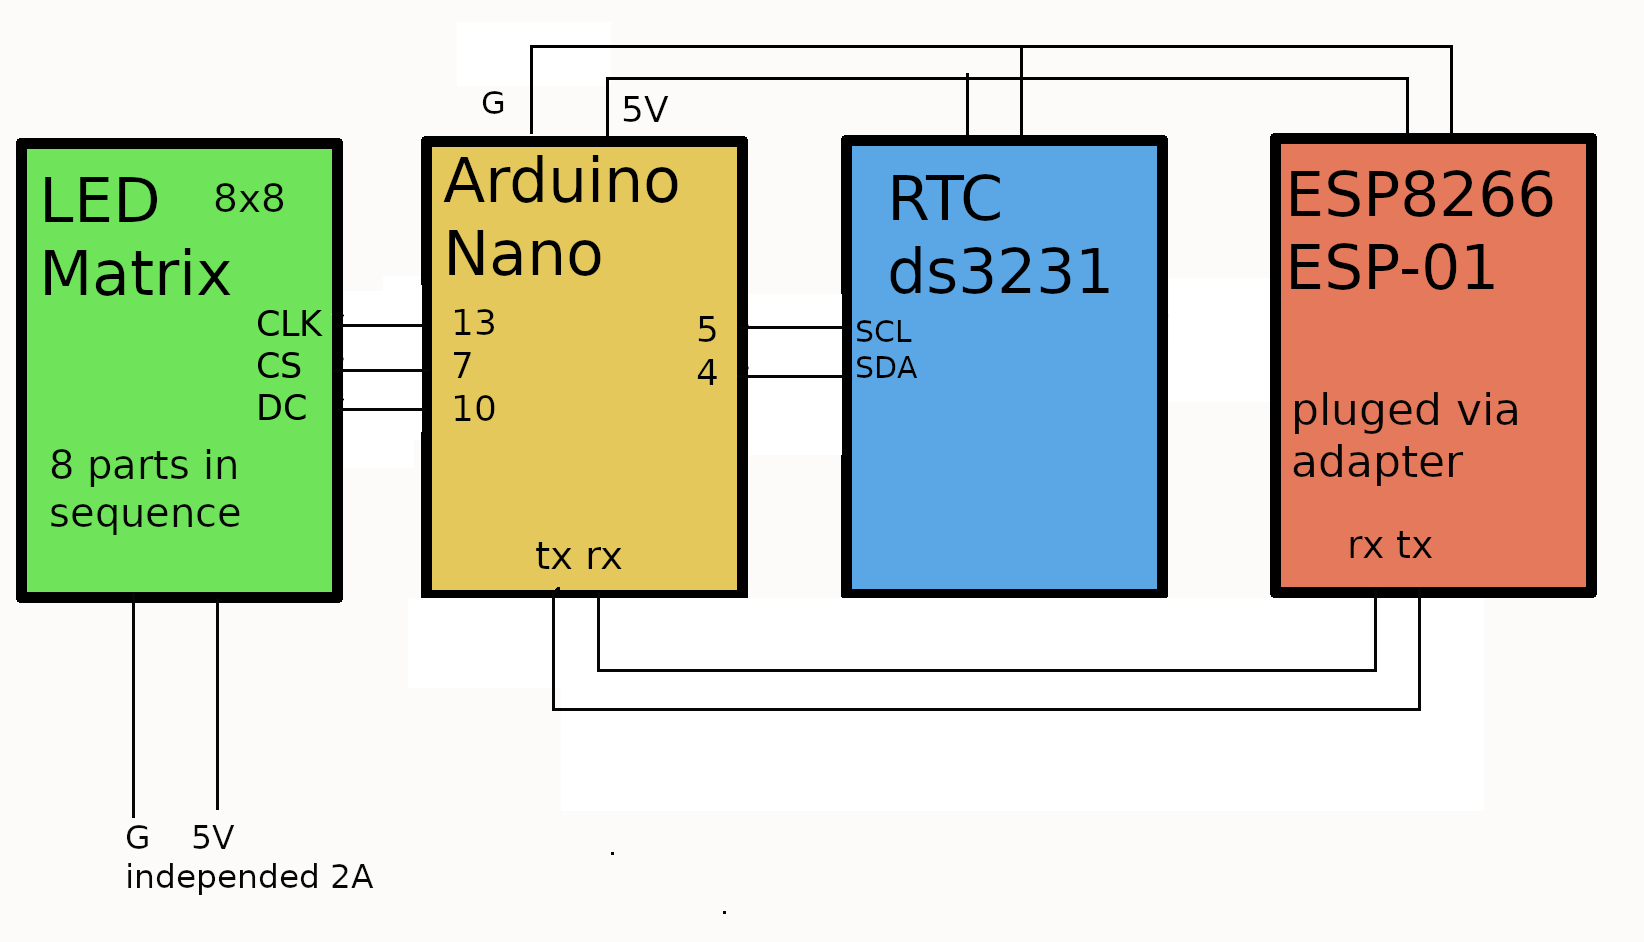 G
5V
LED 8x8
Matrix
CLK
CS
DC
8 parts in
sequence
G 5V
independed 2A
Arduino
Nano
13
7
10
5
4
tx rx
RTC
ds3231
SCL
SDA
ESP8266
ESP-01
pluged via
adapter
rx tx